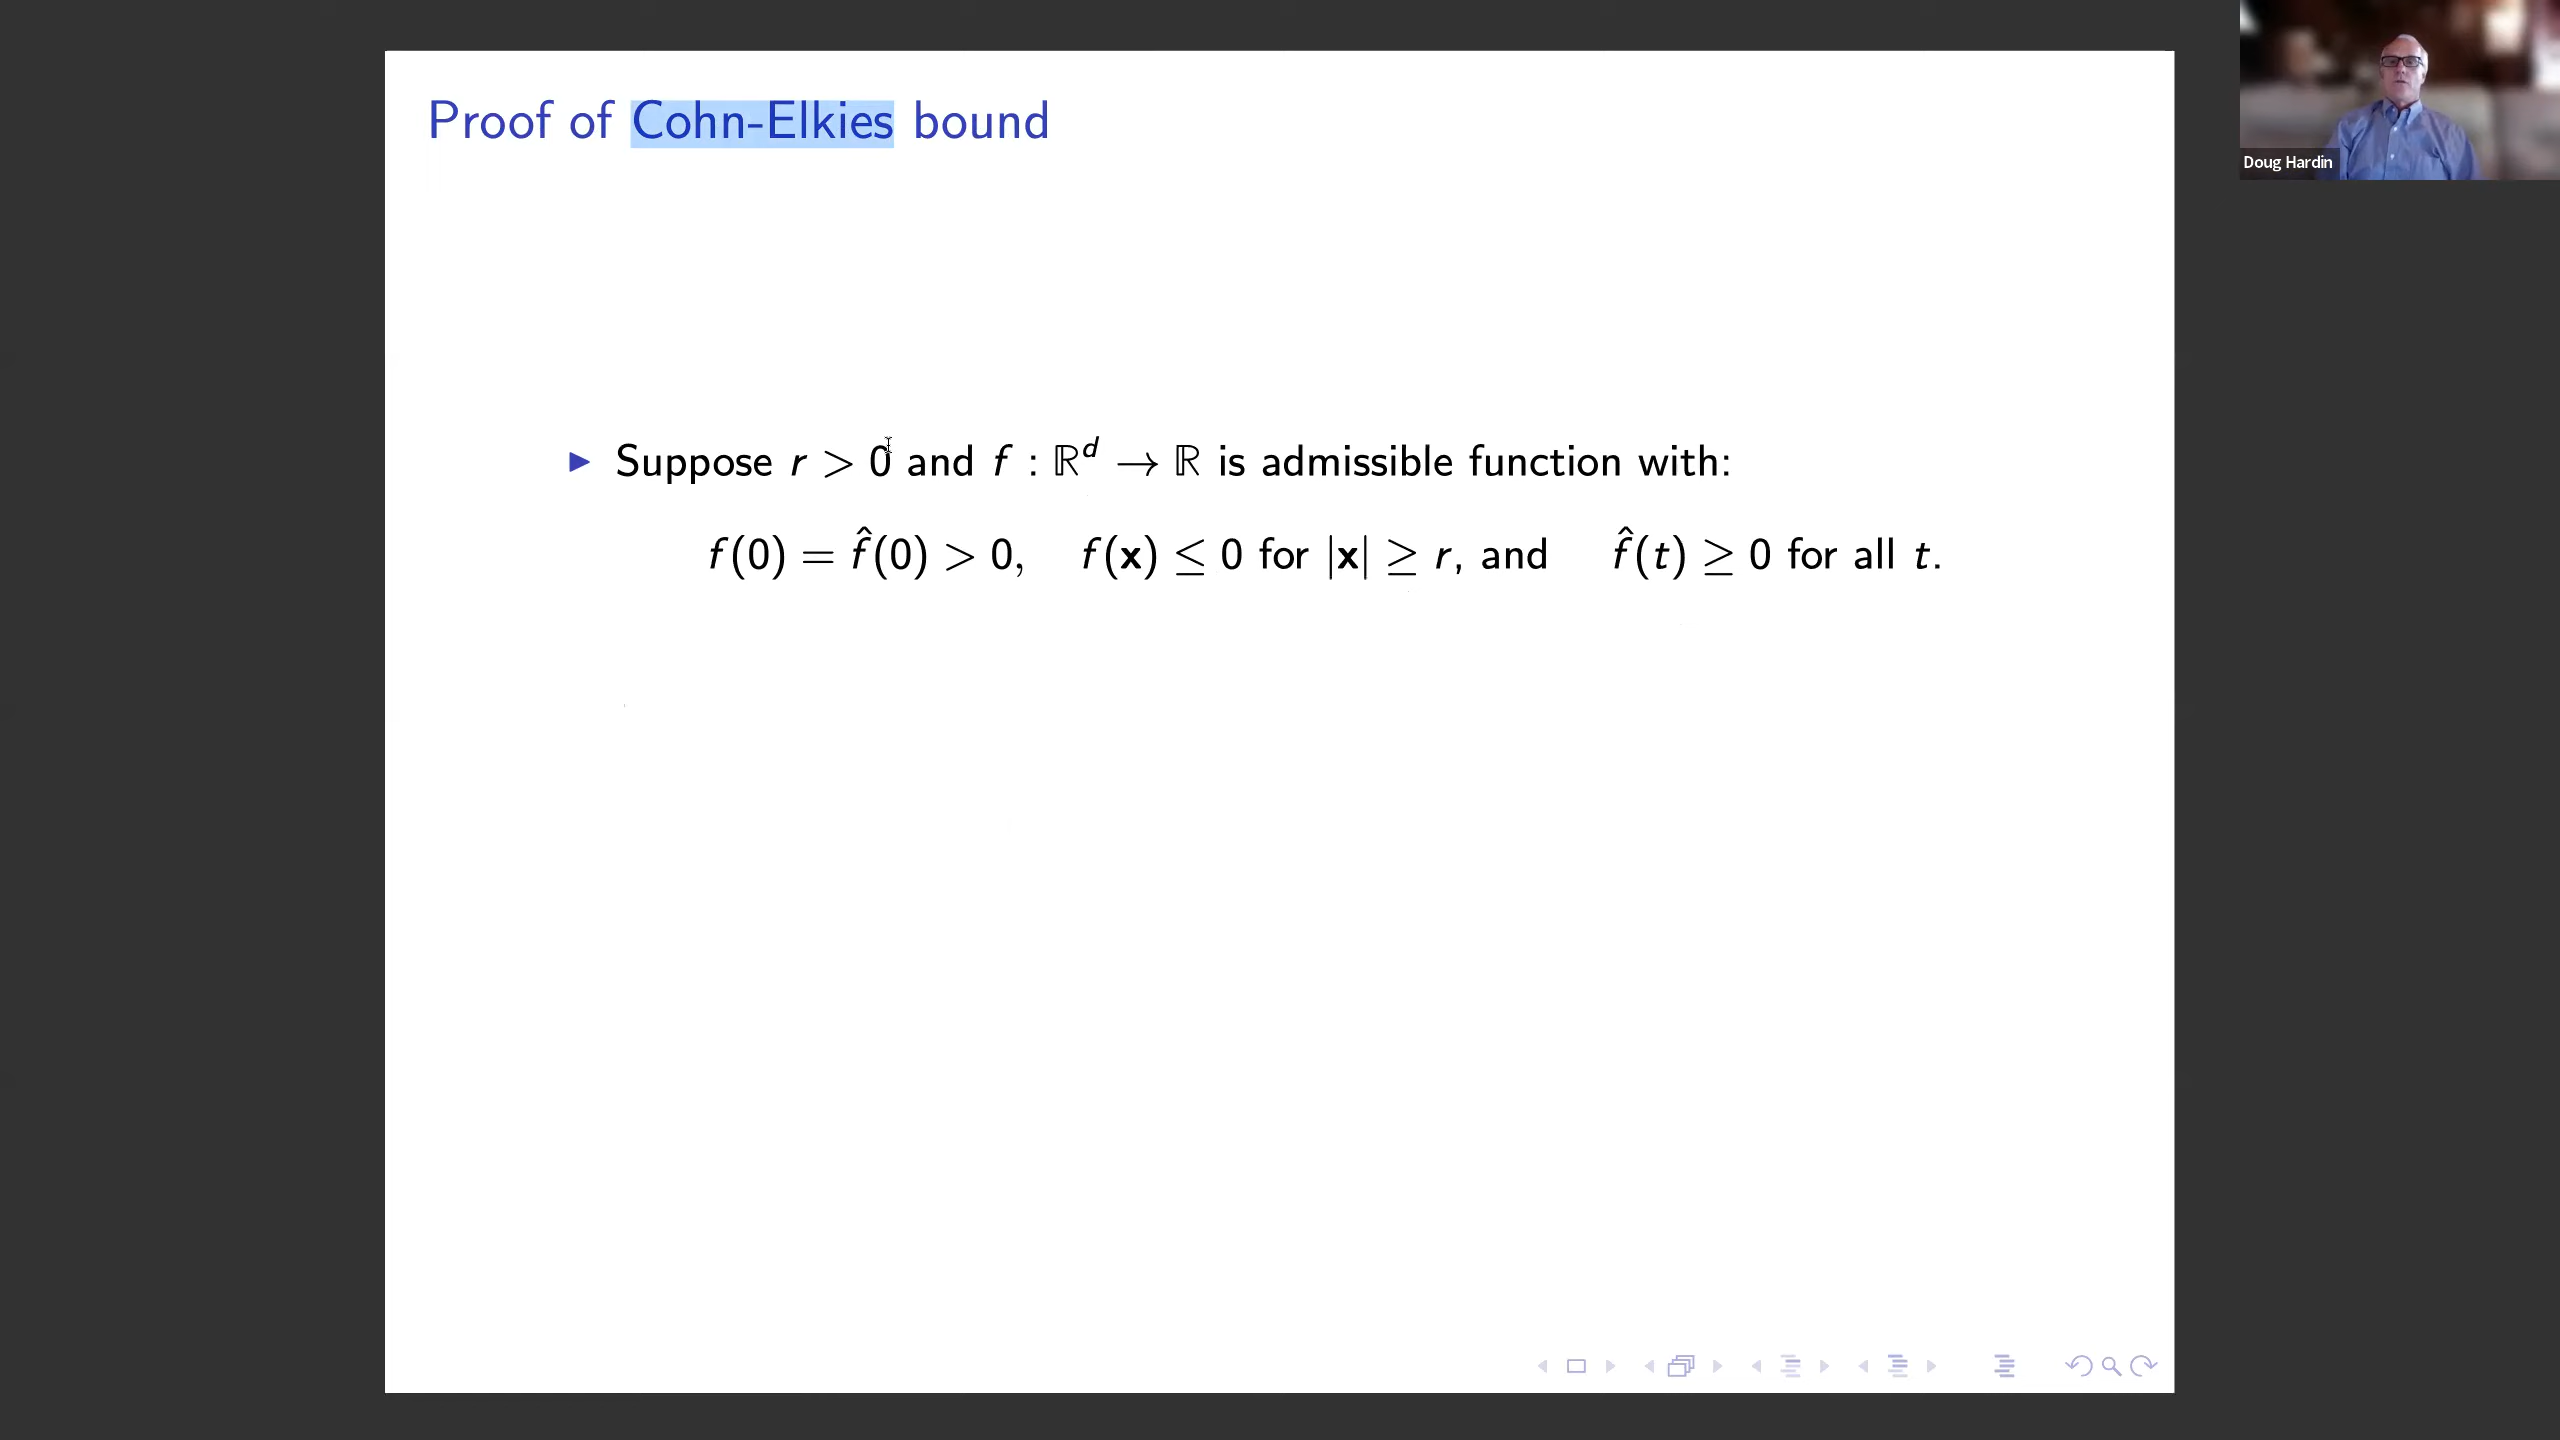 Proof of Cohn-Elkies bound
Doug Hardin
Suppose r > 0 and f : ℝᵈ → ℝ is admissible function with:
f(0) = f̂(0) > 0, f(𝐱) ≤ 0 for |𝐱| ≥ r, and f̂(t) ≥ 0 for all t.